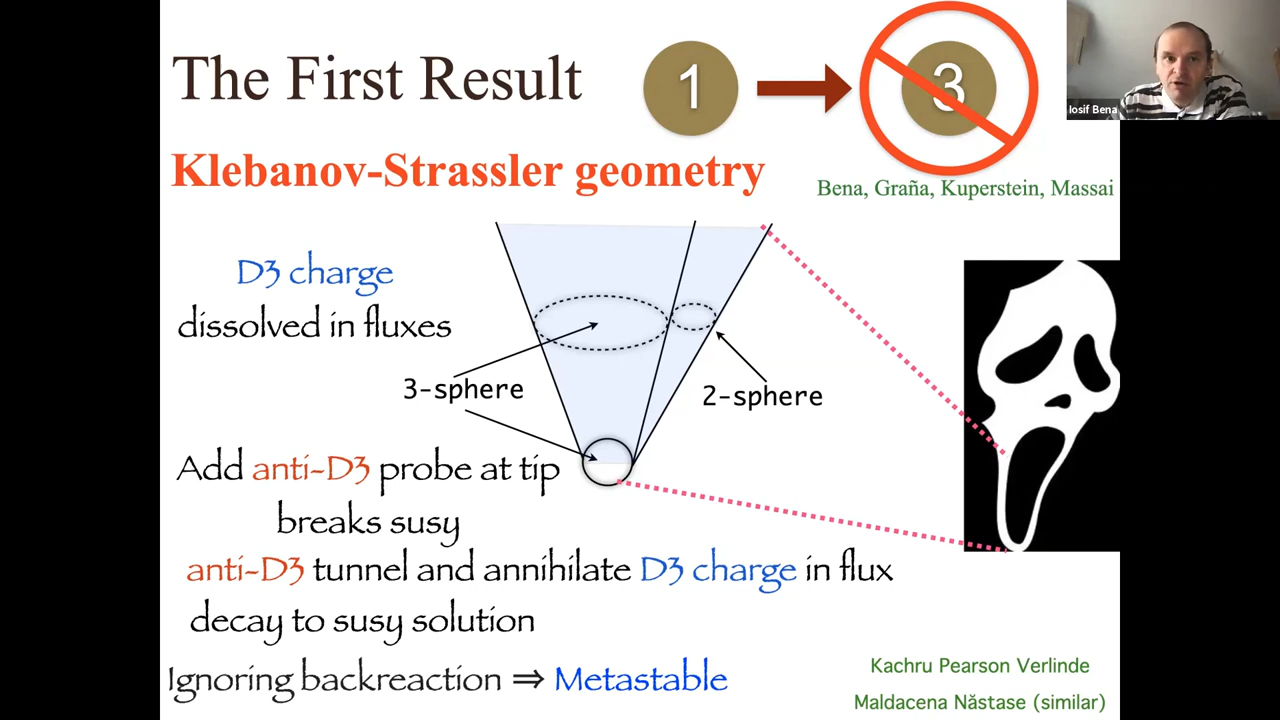 The First Result
1
3
Iosif Bena
Klebanov-Strassler geometry
Bena, Graña, Kuperstein, Massai
D3 charge
dissolved in fluxes
3-sphere
2-sphere
Add anti-D3 probe at tip
breaks susy
anti-D3 tunnel and annihilate D3 charge in flux
decay to susy solution
Ignoring backreaction ⇒ Metastable
Kachru Pearson Verlinde
Maldacena Năstase (similar)